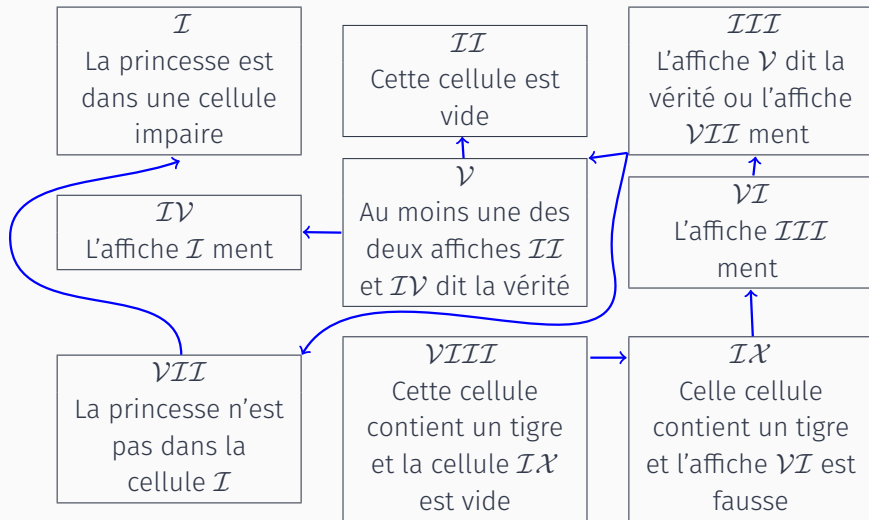 I
La princesse est
dans une cellule
impaire
II
Cette cellule est
vide
III
L'affiche V dit la
vérité ou l'affiche
VII ment
IV
L'affiche I ment
V
Au moins une des
deux affiches II
et IV dit la vérité
VI
L'affiche III
ment
VII
La princesse n'est
pas dans la
cellule I
VIII
Cette cellule
contient un tigre
et la cellule IX
est vide
IX
Celle cellule
contient un tigre
et l'affiche VI est
fausse